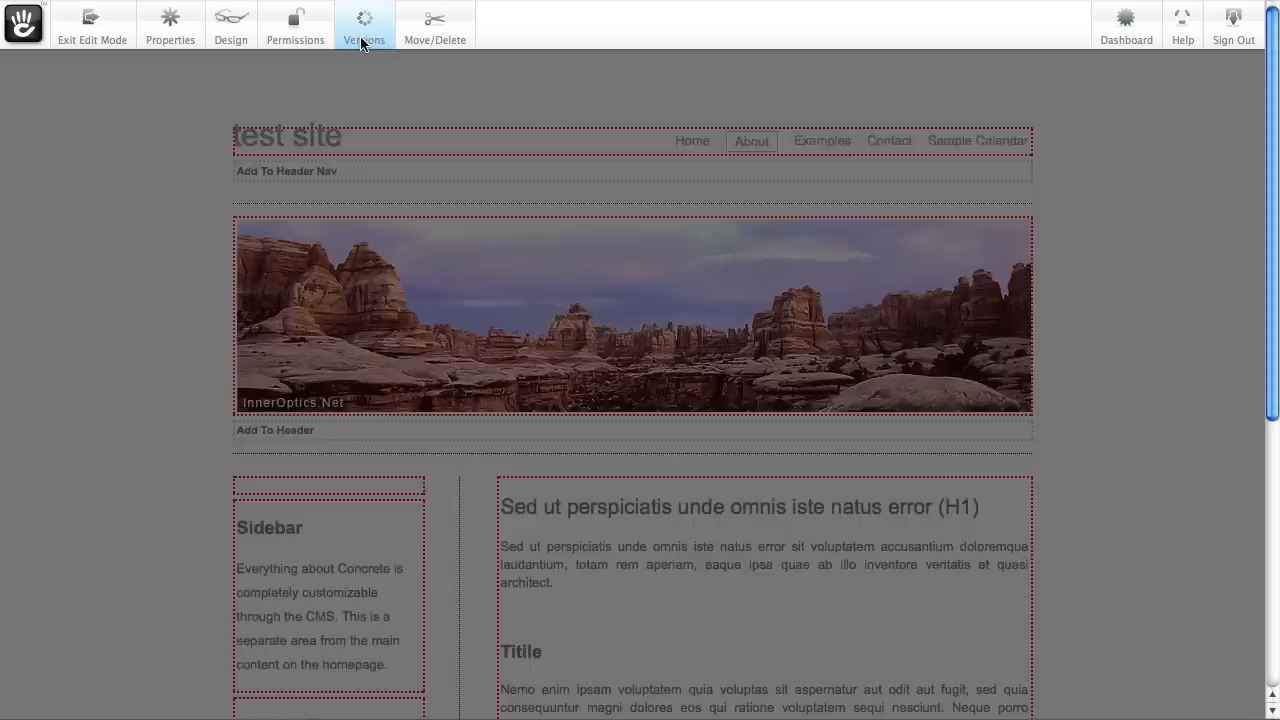 Exit Edit Mode
Properties
Design
Permissions
Versions
Move/Delete
Dashboard
Help
Sign Out
test site
Home
About
Examples
Contact
Sample Calendar
Add To Header Nav
InnerOptics.Net
Add To Header
Sidebar
Everything about Concrete is
completely customizable
through the CMS. This is a
separate area from the main
content on the homepage.
Sed ut perspiciatis unde omnis iste natus error (H1)
Sed ut perspiciatis unde omnis iste natus error sit voluptatem accusantium doloremque
laudantium, totam rem aperiam, eaque ipsa quae ab illo inventore veritatis et quasi
architect.
Titile
Nemo enim ipsam voluptatem quia voluptas sit aspernatur aut odit aut fugit, sed quia
consequuntur magni dolores eos qui ratione voluptatem sequi nesciunt. Neque porro